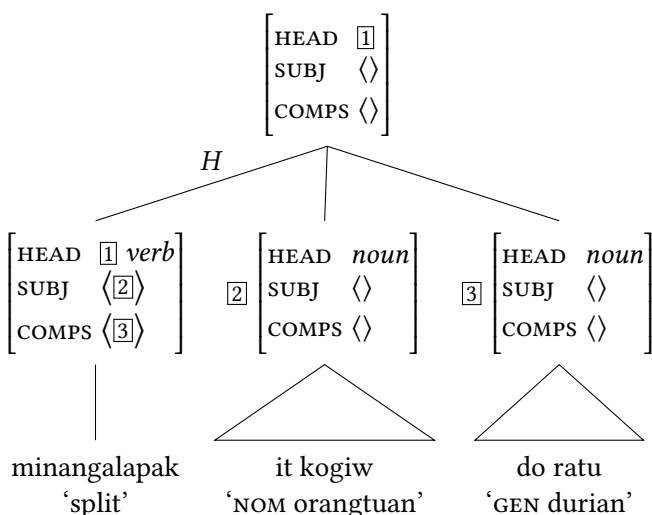 HEAD 1
SUBJ ⟨⟩
COMPS ⟨⟩
H
HEAD 1 verb HEAD noun HEAD noun
SUBJ ⟨2⟩ 2 SUBJ ⟨⟩ 3 SUBJ ⟨⟩
COMPS ⟨3⟩ COMPS ⟨⟩ COMPS ⟨⟩
minangalapak it kogiw do ratu
‘split’ ‘NOM orangtuan’ ‘GEN durian’